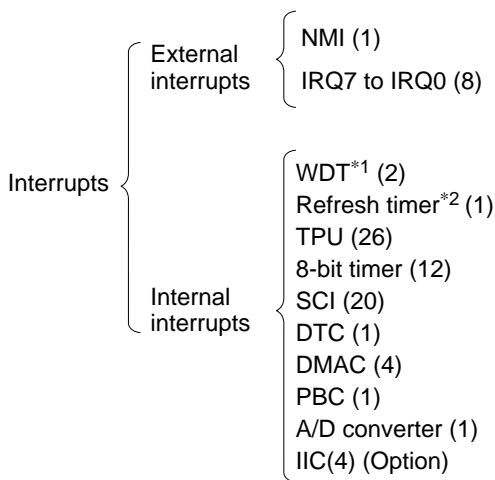 Interrupts
External
interrupts
NMI (1)
IRQ7 to IRQ0 (8)
Internal
interrupts
WDT*1 (2)
Refresh timer*2 (1)
TPU (26)
8-bit timer (12)
SCI (20)
DTC (1)
DMAC (4)
PBC (1)
A/D converter (1)
IIC(4) (Option)